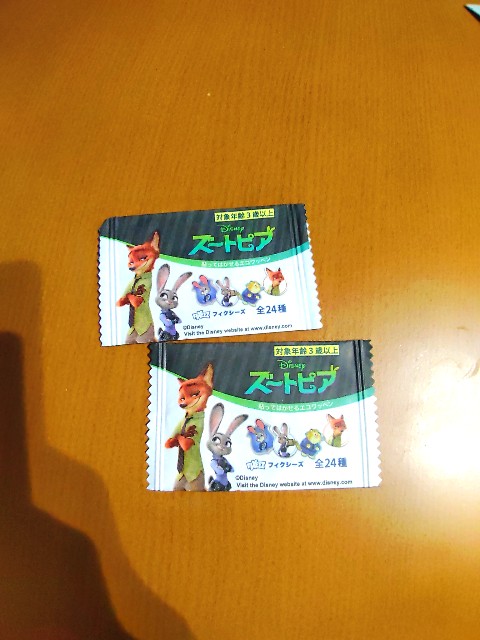 対象年齢3歳以上
Disney
ズートピア
貼ってはがせるエコワッペン
フィクシーズ 全24種
©Disney
Visit the Disney website at www.disney.com
対象年齢3歳以上
Disney
ズートピア
貼ってはがせるエコワッペン
フィクシーズ 全24種
©Disney
Visit the Disney website at www.disney.com